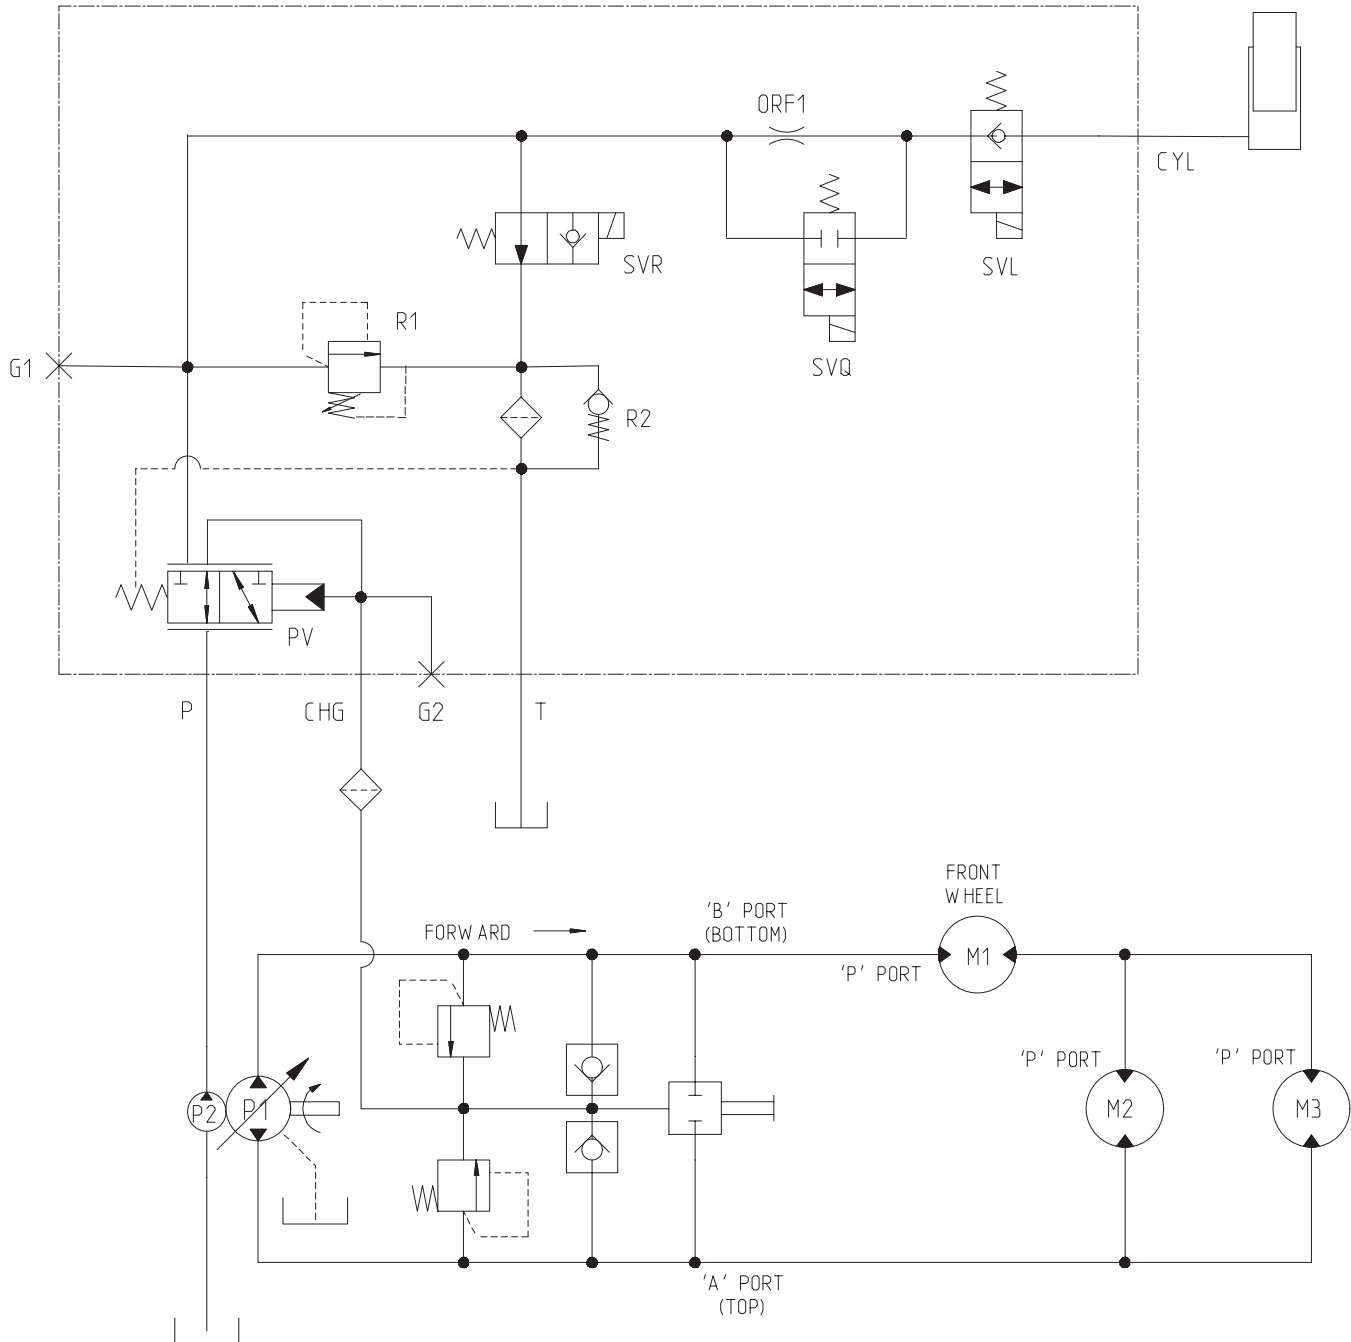 ORF1
CYL
SVR
SVL
R1
G1
SVQ
R2
PV
P
CHG
G2
T
FRONT
WHEEL
'B' PORT
(BOTTOM)
FORWARD
M1
'P' PORT
'P' PORT
'P' PORT
P2
P1
M2
M3
'A' PORT
(TOP)